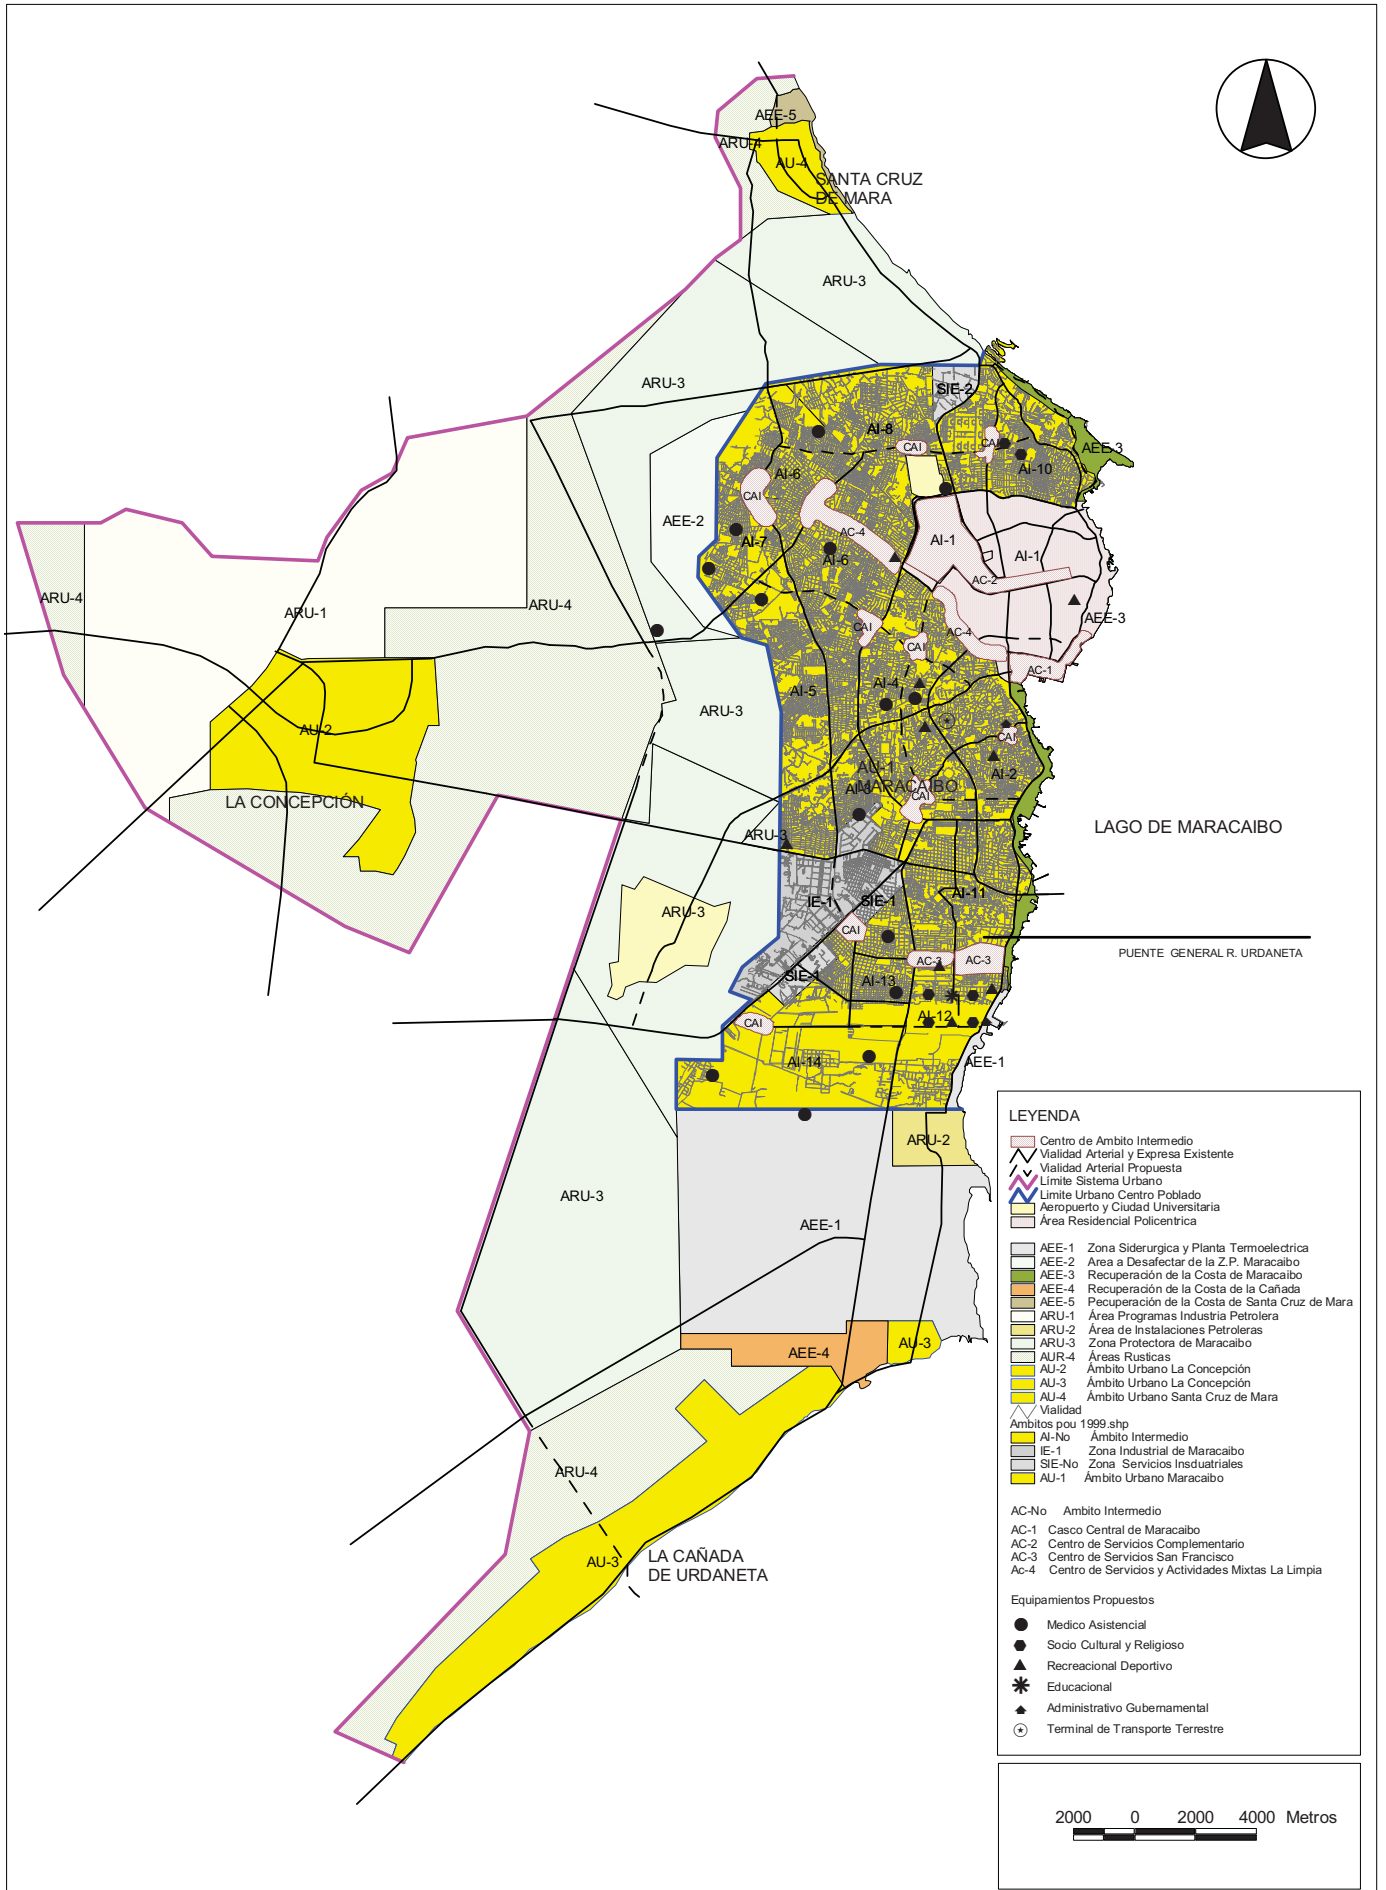 AEE-5
ARU-4
AU-4
SANTA CRUZ
DE MARA
ARU-3
ARU-3
SIE-2
AI-8
CAI
CAI
AEE-3
AI-10
AI-6
CAI
AEE-2
AC-4
AI-7
AI-6
AI-1
AI-1
AC-2
ARU-4
ARU-1
ARU-4
CAI
AC-4
AEE-3
CAI
AC-1
AI-5
AI-4
ARU-3
AU-2
CAI
AU-1
MARACAIBO
AI-2
CAI
LA CONCEPCIÓN
ARU-3
LAGO DE MARACAIBO
ARU-3
IE-1
SIE-1
AI-11
CAI
AC-3
AC-3
PUENTE GENERAL R. URDANETA
SIE-1
AI-13
CAI
AI-12
AI-14
AEE-1
ARU-2
ARU-3
AEE-1
AEE-4
AU-3
ARU-4
AU-3
LA CAÑADA
DE URDANETA
LEYENDA
Centro de Ambito Intermedio
Vialidad Arterial y Expresa Existente
Vialidad Arterial Propuesta
Límite Sistema Urbano
Limite Urbano Centro Poblado
Aeropuerto y Ciudad Universitaria
Área Residencial Policentrica
AEE-1 Zona Siderurgica y Planta Termoelectrica
AEE-2 Area a Desafectar de la Z.P. Maracaibo
AEE-3 Recuperación de la Costa de Maracaibo
AEE-4 Recuperación de la Costa de la Cañada
AEE-5 Pecuperación de la Costa de Santa Cruz de Mara
ARU-1 Área Programas Industria Petrolera
ARU-2 Área de Instalaciones Petroleras
ARU-3 Zona Protectora de Maracaibo
AUR-4 Áreas Rusticas
AU-2 Ámbito Urbano La Concepción
AU-3 Ámbito Urbano La Concepción
AU-4 Ámbito Urbano Santa Cruz de Mara
Vialidad
Ambitos pou 1999.shp
AI-No Ámbito Intermedio
IE-1 Zona Industrial de Maracaibo
SIE-No Zona Servicios Insduatriales
AU-1 Ámbito Urbano Maracaibo
AC-No Ambito Intermedio
AC-1 Casco Central de Maracaibo
AC-2 Centro de Servicios Complementario
AC-3 Centro de Servicios San Francisco
Ac-4 Centro de Servicios y Actividades Mixtas La Limpia
Equipamientos Propuestos
Medico Asistencial
Socio Cultural y Religioso
Recreacional Deportivo
Educacional
Administrativo Gubernamental
Terminal de Transporte Terrestre
2000 0 2000 4000 Metros